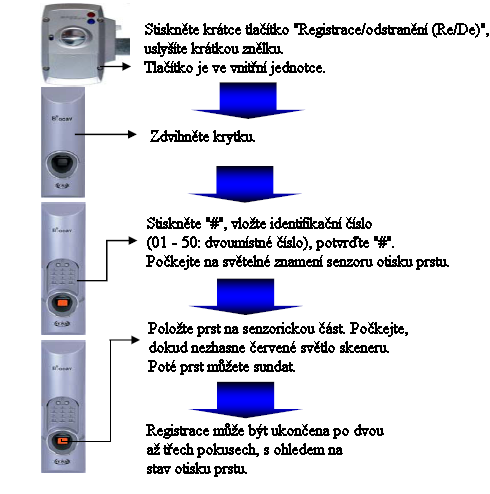 Stiskněte krátce tlačítko "Registrace/odstranění (Re/De)",
uslyšíte krátkou znělku.
Tlačítko je ve vnitřní jednotce.
Zdvihněte krytku.
Stiskněte "#", vložte identifikační číslo
(01 - 50: dvoumístné číslo), potvrďte "#".
Počkejte na světelné znamení senzoru otisku prstu.
Položte prst na senzorickou část. Počkejte,
dokud nezhasne červené světlo skeneru.
Poté prst můžete sundat.
Registrace může být ukončena po dvou
až třech pokusech, s ohledem na
stav otisku prstu.